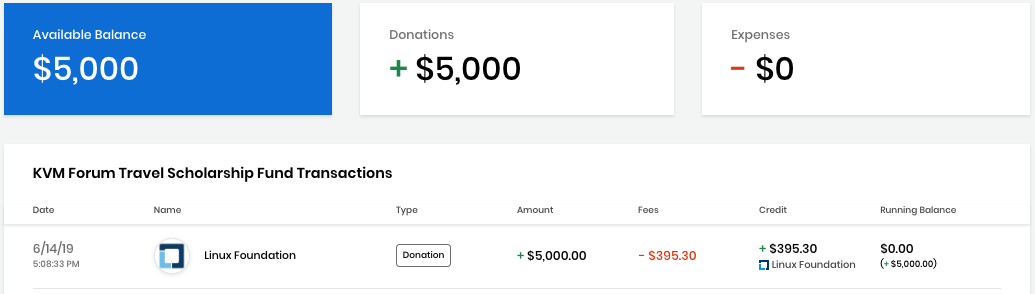 Available Balance
$5,000
Donations
+ $5,000
Expenses
- $0
KVM Forum Travel Scholarship Fund Transactions
Date Name Type Amount Fees Credit Running Balance
6/14/19
5:08:33 PM
Linux Foundation
Donation
+ $5,000.00
- $395.30
+ $395.30
Linux Foundation
$0.00
(+ $5,000.00)